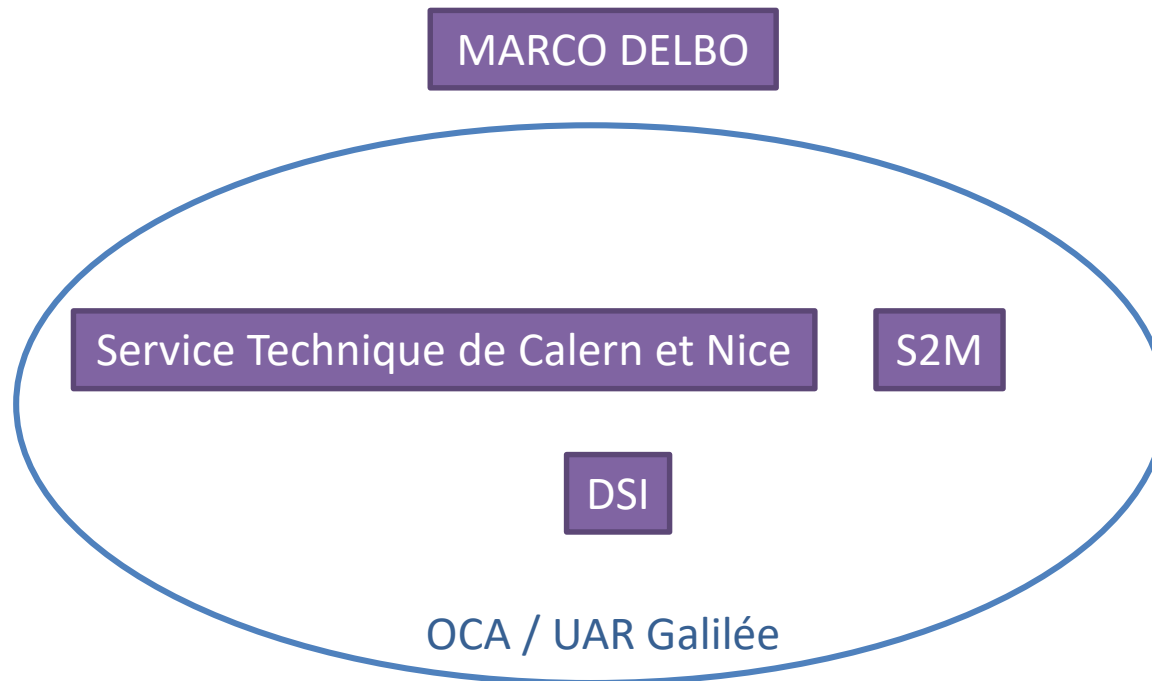 MARCO DELBO
Service Technique de Calern et Nice
S2M
DSI
OCA / UAR Galilée